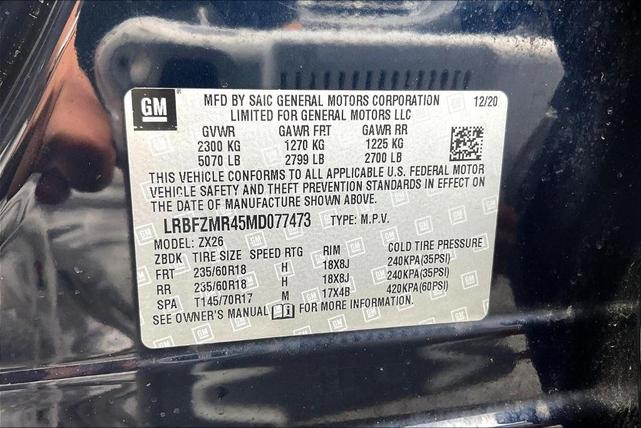 GM
MFD BY SAIC GENERAL MOTORS CORPORATION 12/20
LIMITED FOR GENERAL MOTORS LLC
GVWR GAWR FRT GAWR RR
2300 KG 1270 KG 1225 KG
5070 LB 2799 LB 2700 LB
THIS VEHICLE CONFORMS TO ALL APPLICABLE U.S. FEDERAL MOTOR
VEHICLE SAFETY AND THEFT PREVENTION STANDARDS IN EFFECT ON
THE DATE OF MANUFACTURE SHOWN ABOVE.
LRBFZMR45MD077473 TYPE: M.P.V.
MODEL: ZX26
ZBDK TIRE SIZE SPEED RTG RIM COLD TIRE PRESSURE
FRT 235/60R18 H 18X8J 240KPA(35PSI)
RR 235/60R18 H 18X8J 240KPA(35PSI)
SPA T145/70R17 M 17X4B 420KPA(60PSI)
SEE OWNER'S MANUAL FOR MORE INFORMATION.